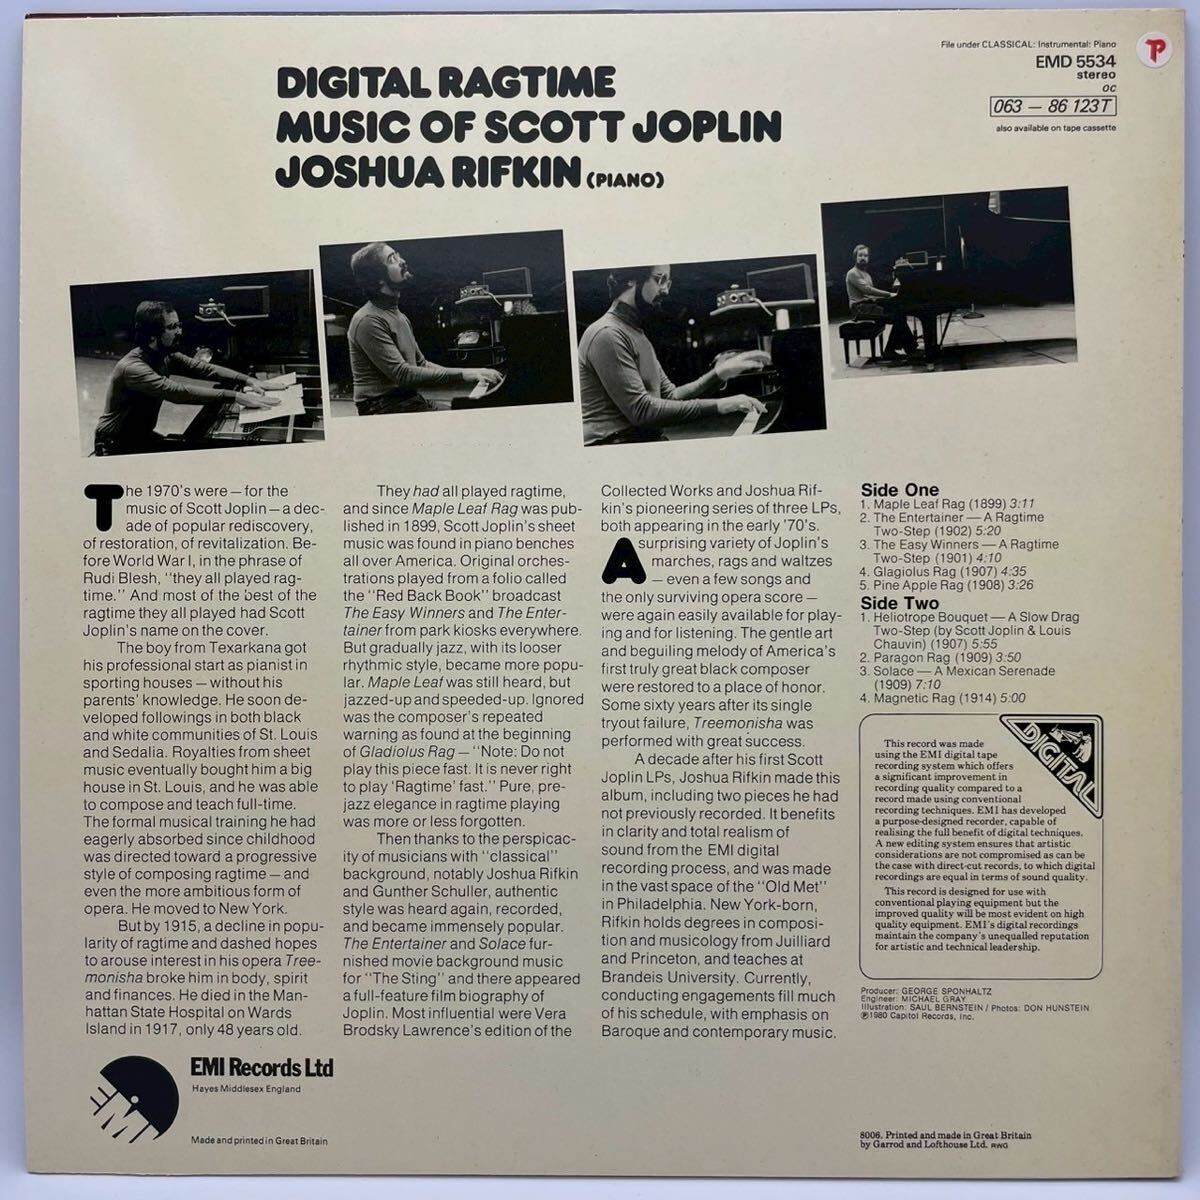 File under CLASSICAL: Instrumental: Piano
EMD 5534
stereo
OC
063 – 86 123T
also available on tape cassette
P
DIGITAL RAGTIME
MUSIC OF SCOTT JOPLIN
JOSHUA RIFKIN (PIANO)
The 1970's were – for the
music of Scott Joplin – a dec-
ade of popular rediscovery,
of restoration, of revitalization. Be-
fore World War I, in the phrase of
Rudi Blesh, "they all played rag-
time." And most of the best of the
ragtime they all played had Scott
Joplin's name on the cover.
The boy from Texarkana got
his professional start as pianist in
sporting houses – without his
parents' knowledge. He soon de-
veloped followings in both black
and white communities of St. Louis
and Sedalia. Royalties from sheet
music eventually bought him a big
house in St. Louis, and he was able
to compose and teach full-time.
The formal musical training he had
eagerly absorbed since childhood
was directed toward a progressive
style of composing ragtime – and
even the more ambitious form of
opera. He moved to New York.
But by 1915, a decline in popu-
larity of ragtime and dashed hopes
to arouse interest in his opera Tree-
monisha broke him in body, spirit
and finances. He died in the Man-
hattan State Hospital on Wards
Island in 1917, only 48 years old.
They had all played ragtime,
and since Maple Leaf Rag was pub-
lished in 1899, Scott Joplin's sheet
music was found in piano benches
all over America. Original orches-
trations played from a folio called
the "Red Back Book" broadcast
The Easy Winners and The Enter-
tainer from park kiosks everywhere.
But gradually jazz, with its looser
rhythmic style, became more popu-
lar. Maple Leaf was still heard, but
jazzed-up and speeded-up. Ignored
was the composer's repeated
warning as found at the beginning
of Gladiolus Rag – "Note: Do not
play this piece fast. It is never right
to play 'Ragtime' fast." Pure, pre-
jazz elegance in ragtime playing
was more or less forgotten.
Then thanks to the perspicac-
ity of musicians with "classical"
background, notably Joshua Rifkin
and Gunther Schuller, authentic
style was heard again, recorded,
and became immensely popular.
The Entertainer and Solace fur-
nished movie background music
for "The Sting" and there appeared
a full-feature film biography of
Joplin. Most influential were Vera
Brodsky Lawrence's edition of the
Collected Works and Joshua Rif-
kin's pioneering series of three LPs,
both appearing in the early '70's.
A surprising variety of Joplin's
marches, rags and waltzes
– even a few songs and
the only surviving opera score –
were again easily available for play-
ing and for listening. The gentle art
and beguiling melody of America's
first truly great black composer
were restored to a place of honor.
Some sixty years after its single
tryout failure, Treemonisha was
performed with great success.
A decade after his first Scott
Joplin LPs, Joshua Rifkin made this
album, including two pieces he had
not previously recorded. It benefits
in clarity and total realism of
sound from the EMI digital
recording process, and was made
in the vast space of the "Old Met"
in Philadelphia. New York-born,
Rifkin holds degrees in composi-
tion and musicology from Juilliard
and Princeton, and teaches at
Brandeis University. Currently,
conducting engagements fill much
of his schedule, with emphasis on
Baroque and contemporary music.
Side One
1. Maple Leaf Rag (1899) 3:11
2. The Entertainer — A Ragtime
Two-Step (1902) 5:20
3. The Easy Winners — A Ragtime
Two-Step (1901) 4:10
4. Glagiolus Rag (1907) 4:35
5. Pine Apple Rag (1908) 3:26
Side Two
1. Heliotrope Bouquet — A Slow Drag
Two-Step (by Scott Joplin & Louis
Chauvin) (1907) 5:55
2. Paragon Rag (1909) 3:50
3. Solace — A Mexican Serenade
(1909) 7:10
4. Magnetic Rag (1914) 5:00
DIGITAL
This record was made
using the EMI digital tape
recording system which offers
a significant improvement in
recording quality compared to a
record made using conventional
recording techniques. EMI has developed
a purpose-designed recorder, capable of
realising the full benefit of digital techniques.
A new editing system ensures that artistic
considerations are not compromised as can be
the case with direct-cut records, to which digital
recordings are equal in terms of sound quality.
This record is designed for use with
conventional playing equipment but the
improved quality will be most evident on high
quality equipment. EMI's digital recordings
maintain the company's unequalled reputation
for artistic and technical leadership.
Producer: GEORGE SPONHALTZ
Engineer: MICHAEL GRAY
Illustration: SAUL BERNSTEIN / Photos: DON HUNSTEIN
℗1980 Capitol Records, Inc.
EMI
EMI Records Ltd
Hayes Middlesex England
Made and printed in Great Britain
8006. Printed and made in Great Britain
by Garrod and Lofthouse Ltd. RWG